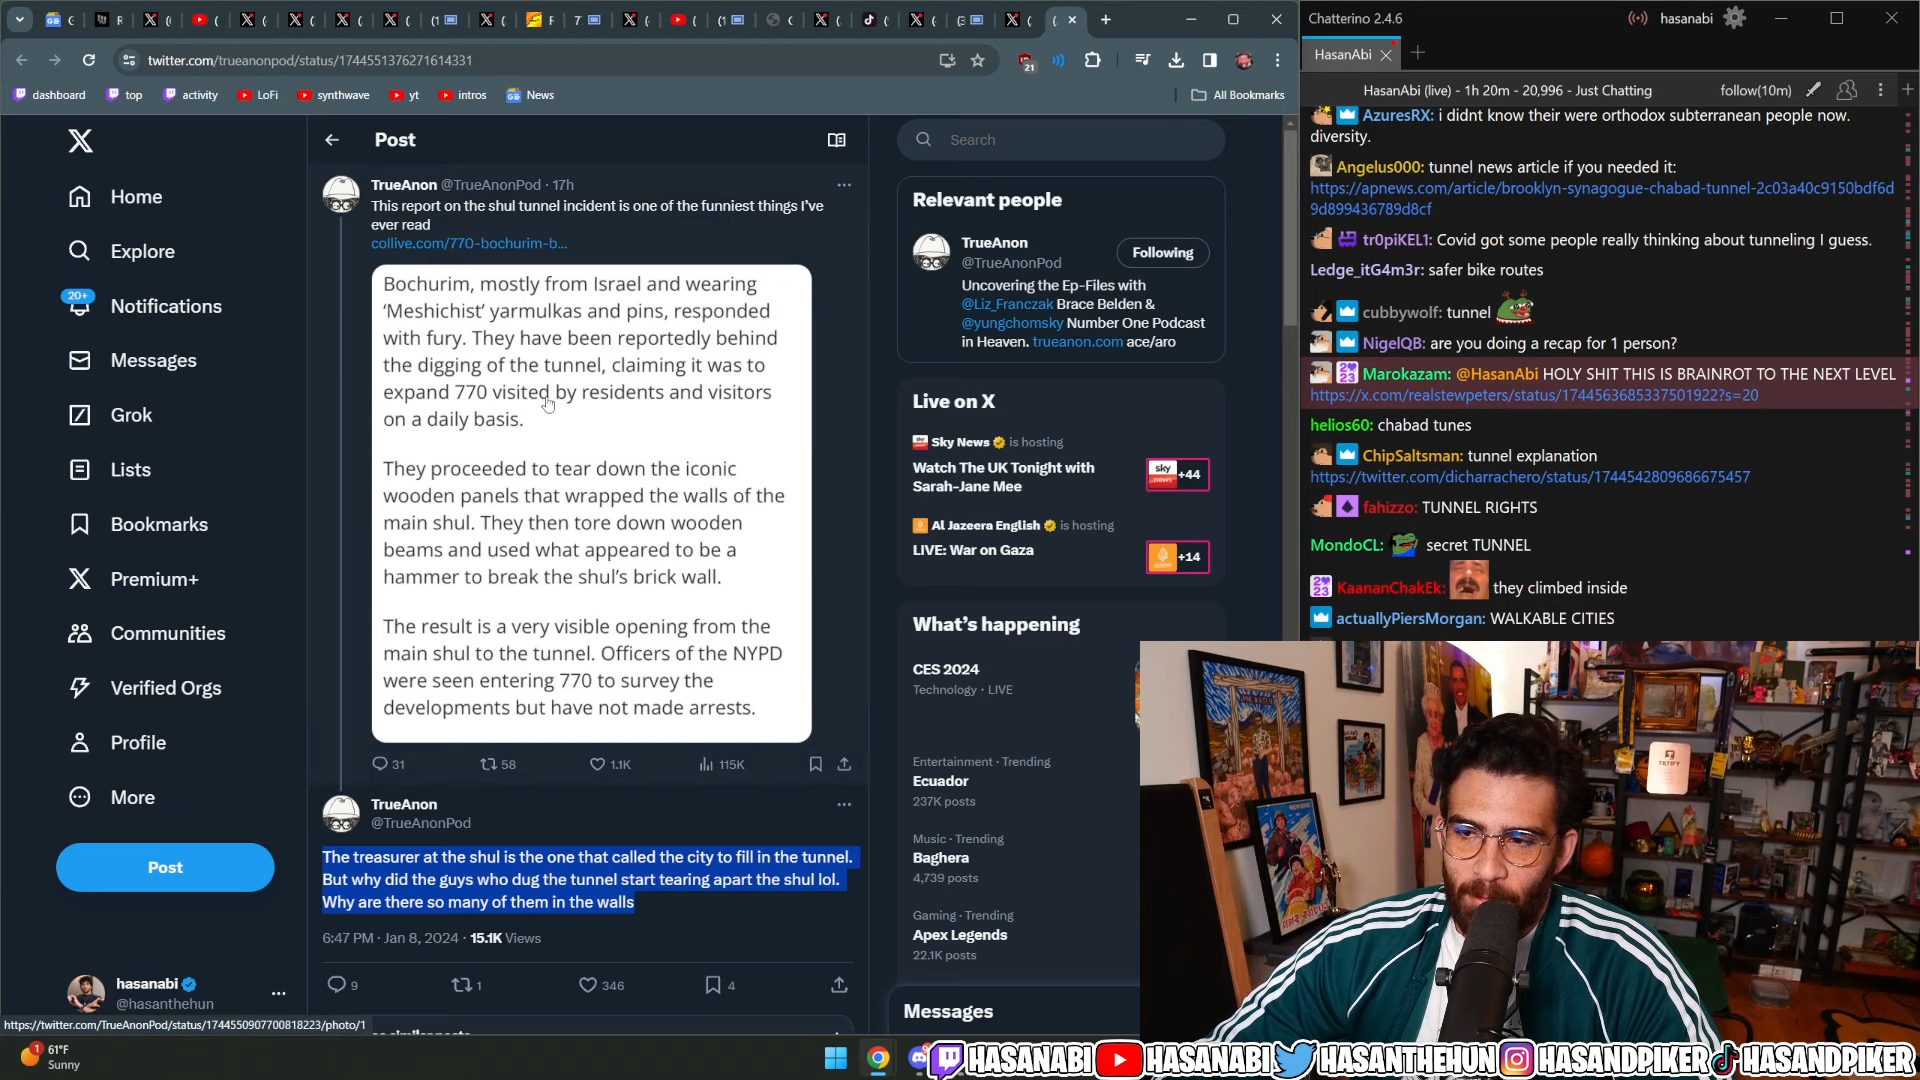 twitter.com/trueanonpod/status/1744551376271614331
21
dashboard
top
activity
LoFi
synthwave
yt
intros
News
All Bookmarks
Home
Explore
20+
Notifications
Messages
Grok
Lists
Bookmarks
Premium+
Communities
Verified Orgs
Profile
More
Post
hasanabi
@hasanthehun
Post
TrueAnon @TrueAnonPod · 17h
This report on the shul tunnel incident is one of the funniest things I've
ever read
collive.com/770-bochurim-b...
Bochurim, mostly from Israel and wearing
‘Meshichist’ yarmulkas and pins, responded
with fury. They have been reportedly behind
the digging of the tunnel, claiming it was to
expand 770 visited by residents and visitors
on a daily basis.
They proceeded to tear down the iconic
wooden panels that wrapped the walls of the
main shul. They then tore down wooden
beams and used what appeared to be a
hammer to break the shul's brick wall.
The result is a very visible opening from the
main shul to the tunnel. Officers of the NYPD
were seen entering 770 to survey the
developments but have not made arrests.
31
58
1.1K
115K
TrueAnon
@TrueAnonPod
The treasurer at the shul is the one that called the city to fill in the tunnel.
But why did the guys who dug the tunnel start tearing apart the shul lol.
Why are there so many of them in the walls
6:47 PM · Jan 8, 2024 · 15.1K Views
9
1
346
4
https://twitter.com/TrueAnonPod/status/1744550907700818223/photo/1
Search
Relevant people
TrueAnon
@TrueAnonPod
Following
Uncovering the Ep-Files with
@Liz_Franczak Brace Belden &
@yungchomsky Number One Podcast
in Heaven. trueanon.com ace/aro
Live on X
Sky News is hosting
Watch The UK Tonight with
Sarah-Jane Mee
sky
news
+44
Al Jazeera English is hosting
LIVE: War on Gaza
+14
What's happening
CES 2024
Technology · LIVE
Entertainment · Trending
Ecuador
237K posts
Music · Trending
Baghera
4,739 posts
Gaming · Trending
Apex Legends
22.1K posts
Messages
Chatterino 2.4.6
hasanabi
HasanAbi
HasanAbi (live) - 1h 20m - 20,996 - Just Chatting
follow(10m)
AzuresRX: i didnt know their were orthodox subterranean people now.
diversity.
Angelus000: tunnel news article if you needed it:
https://apnews.com/article/brooklyn-synagogue-chabad-tunnel-2c03a40c9150bdf6d
9d899436789d8cf
tr0piKEL1: Covid got some people really thinking about tunneling I guess.
Ledge_itG4m3r: safer bike routes
cubbywolf: tunnel
NigelQB: are you doing a recap for 1 person?
Marokazam: @HasanAbi HOLY SHIT THIS IS BRAINROT TO THE NEXT LEVEL
https://x.com/realstewpeters/status/1744563685337501922?s=20
helios60: chabad tunes
ChipSaltsman: tunnel explanation
https://twitter.com/dicharrachero/status/1744542809686675457
fahizzo: TUNNEL RIGHTS
MondoCL: secret TUNNEL
KaananChakEk: they climbed inside
actuallyPiersMorgan: WALKABLE CITIES
1
61°F
Sunny
HASANABI
HASANABI
HASANTHEHUN
HASANDPIKER
HASANDPIKER